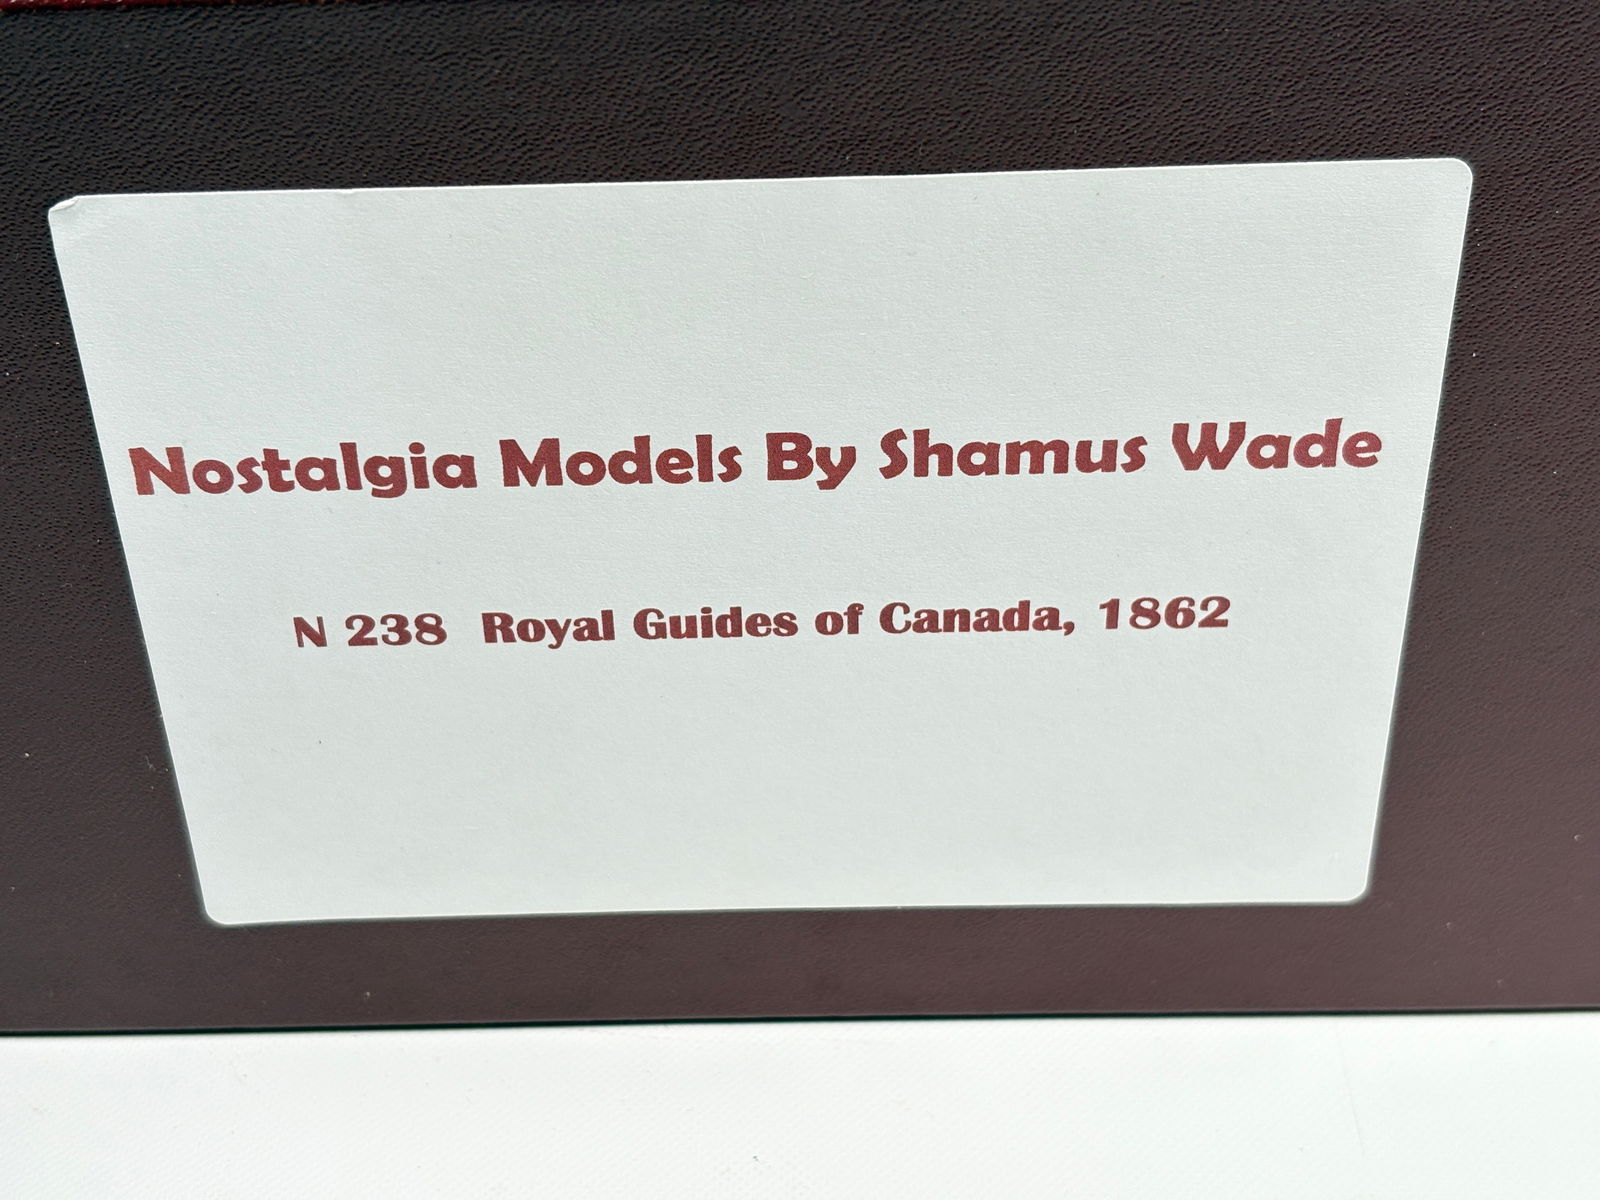 Nostalgia Models By Shamus Wade
N 238 Royal Guides of Canada, 1862